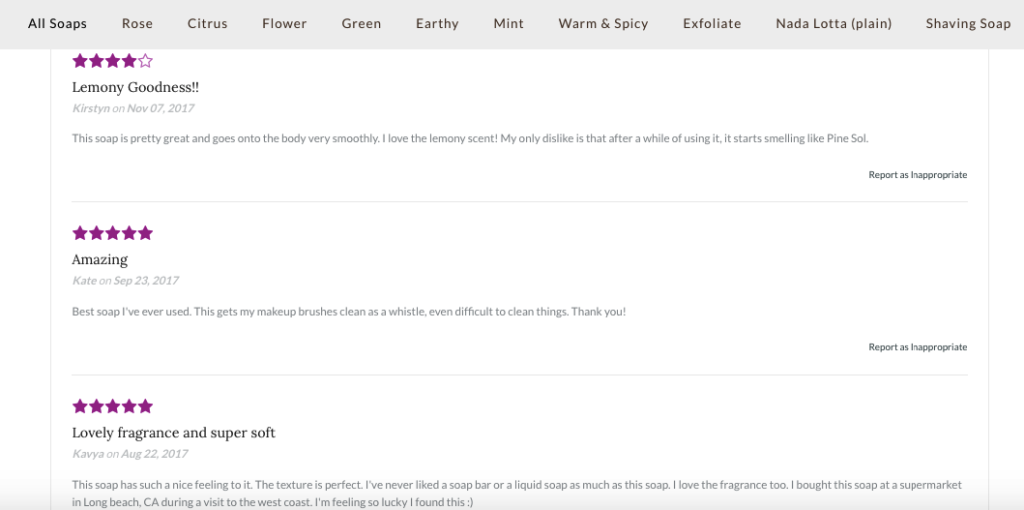 All Soaps Rose Citrus Flower Green Earthy Mint Warm & Spicy Exfoliate Nada Lotta (plain) Shaving Soap
Lemony Goodness!!
Kirstyn on Nov 07, 2017
This soap is pretty great and goes onto the body very smoothly. I love the lemony scent! My only dislike is that after a while of using it, it starts smelling like Pine Sol.
Report as Inappropriate
Amazing
Kate on Sep 23, 2017
Best soap I've ever used. This gets my makeup brushes clean as a whistle, even difficult to clean things. Thank you!
Report as Inappropriate
Lovely fragrance and super soft
Kavya on Aug 22, 2017
This soap has such a nice feeling to it. The texture is perfect. I've never liked a soap bar or a liquid soap as much as this soap. I love the fragrance too. I bought this soap at a supermarket
in Long beach, CA during a visit to the west coast. I'm feeling so lucky I found this :)